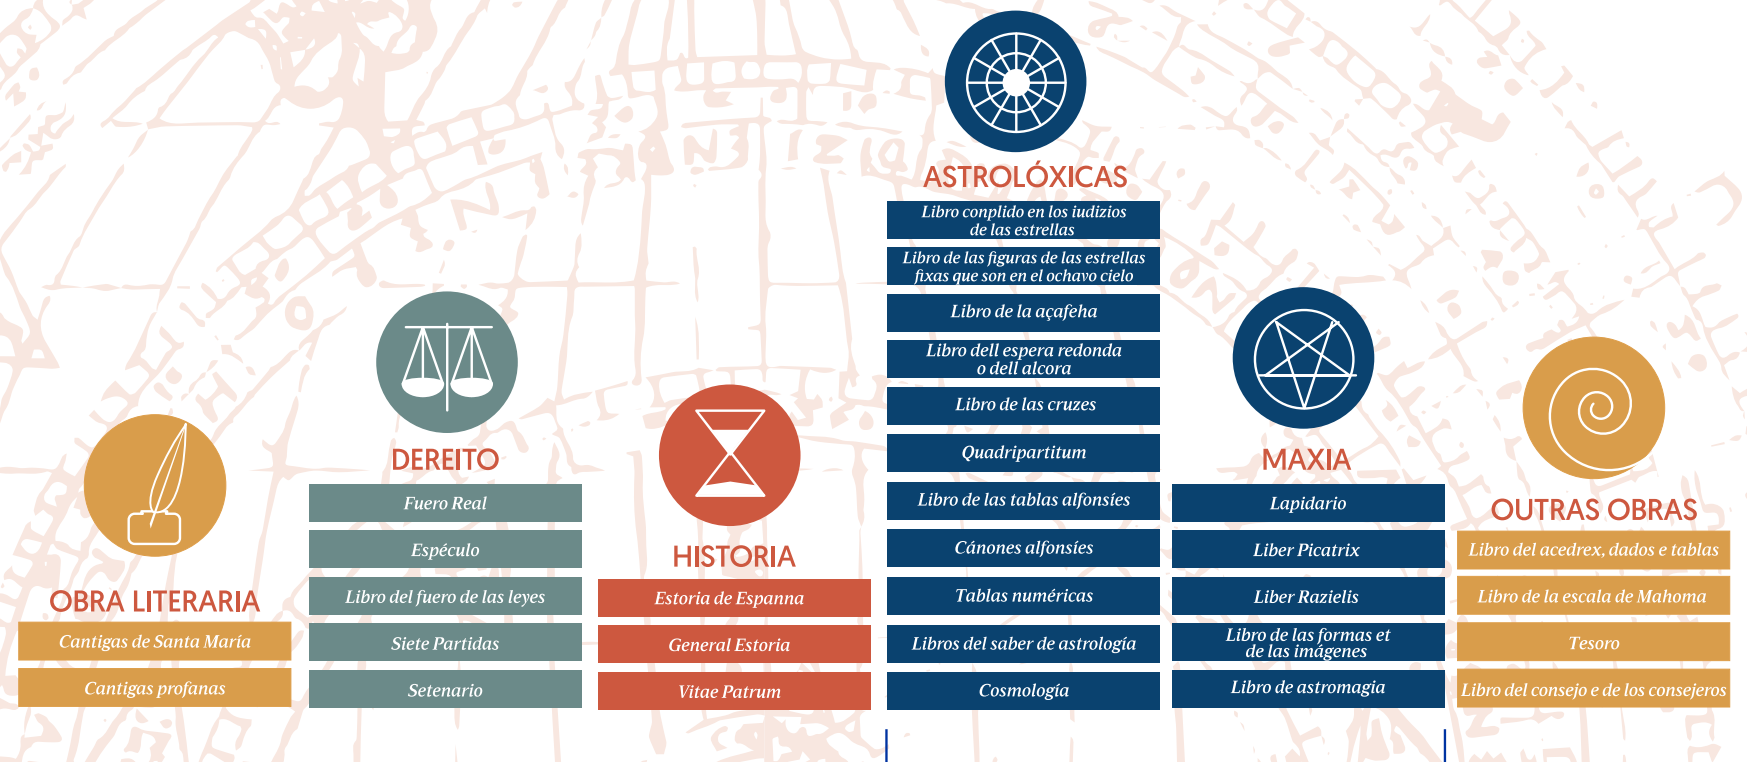 OBRA LITERARIA
Cantigas de Santa María
Cantigas profanas
DEREITO
Fuero Real
Espéculo
Libro del fuero de las leyes
Siete Partidas
Setenario
HISTORIA
Estoria de Espanna
General Estoria
Vitae Patrum
ASTROLÓXICAS
Libro conplido en los iudizios
de las estrellas
Libro de las figuras de las estrellas
fixas que son en el ochavo cielo
Libro de la açafeha
Libro dell espera redonda
o dell alcora
Libro de las cruzes
Quadripartitum
Libro de las tablas alfonsíes
Cánones alfonsíes
Tablas numéricas
Libros del saber de astrología
Cosmología
MAXIA
Lapidario
Liber Picatrix
Liber Razielis
Libro de las formas et
de las imágenes
Libro de astromagia
OUTRAS OBRAS
Libro del acedrex, dados e tablas
Libro de la escala de Mahoma
Tesoro
Libro del consejo e de los consejeros